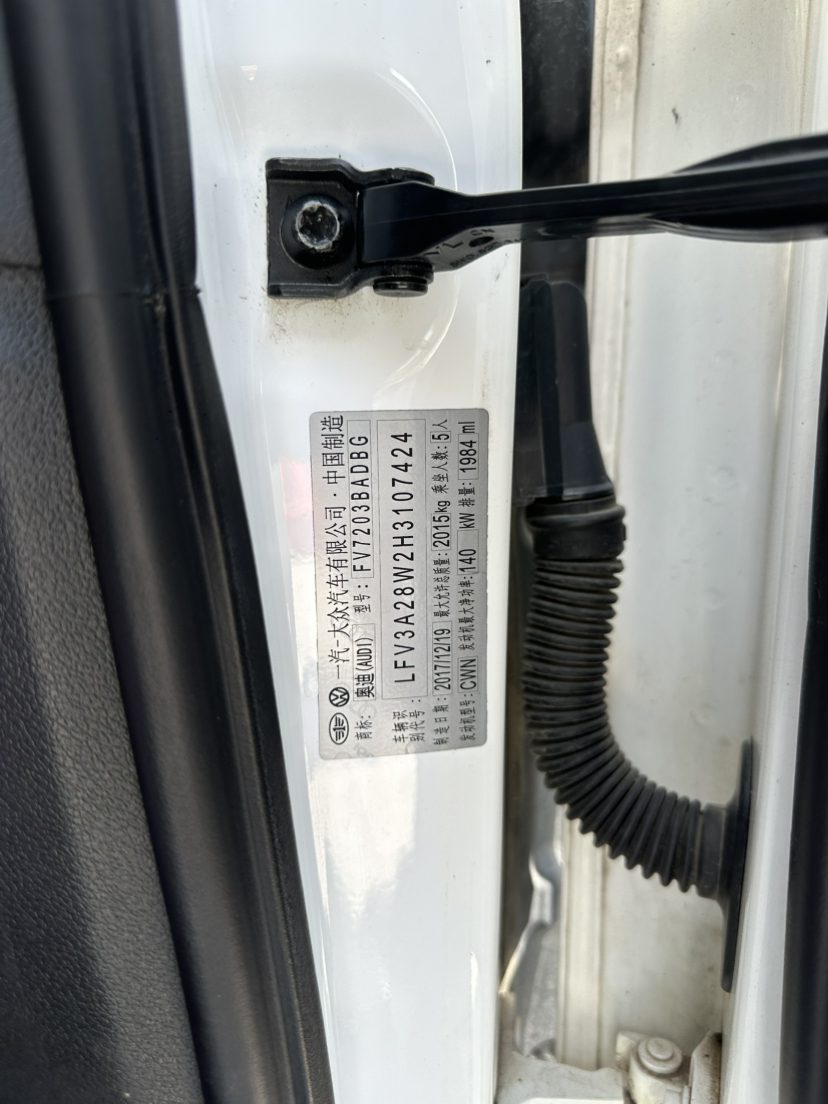 一汽-大众汽车有限公司·中国制造
商标: 奥迪(AUDI) 型号: FV7203BADBG
车辆识别代号: LFV3A28W2H3107424
制造日期: 2017/12/19 最大允许总质量: 2015kg 乘坐人数: 5人
发动机型号: CWN 发动机最大净功率: 140 kW 排量: 1984 ml